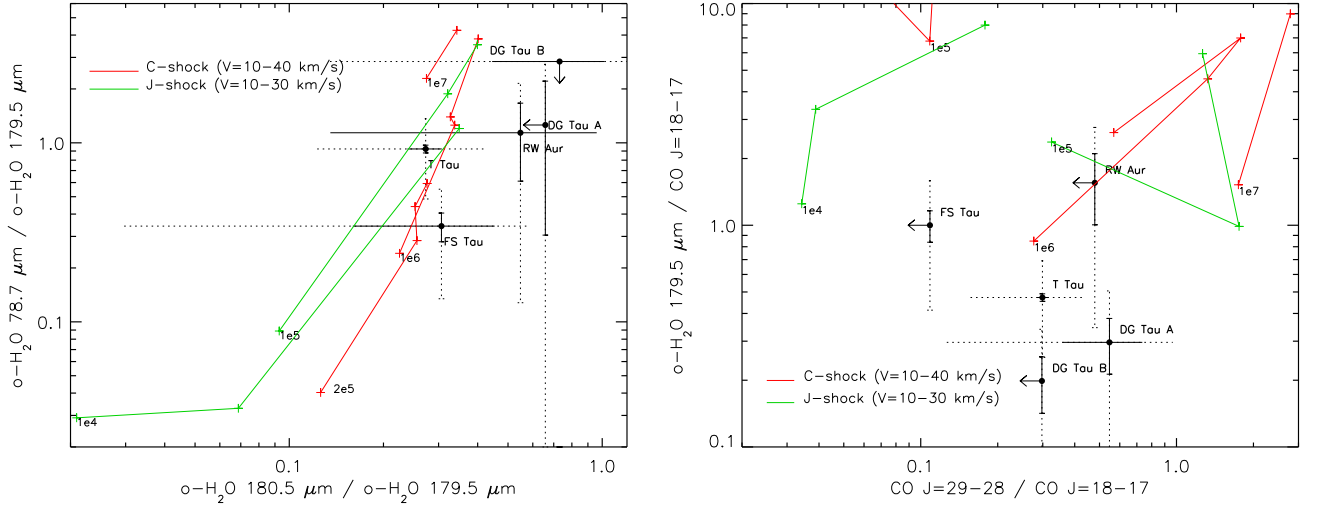 DG Tau B
C-shock (V=10-40 km/s)
J-shock (V=10-30 km/s)
1e7
DG Tau A
RW Aur
T Tau
FS Tau
1e6
1e5
2e5
1e4
1.0
0.1
0.1
1.0
o-H₂O 78.7 μm / o-H₂O 179.5 μm
o-H₂O 180.5 μm / o-H₂O 179.5 μm
10.0
1.0
0.1
1e5
1e5
1e4
RW Aur
1e7
FS Tau
1e6
T Tau
DG Tau A
DG Tau B
C-shock (V=10-40 km/s)
J-shock (V=10-30 km/s)
0.1
1.0
o-H₂O 179.5 μm / CO J=18-17
CO J=29-28 / CO J=18-17